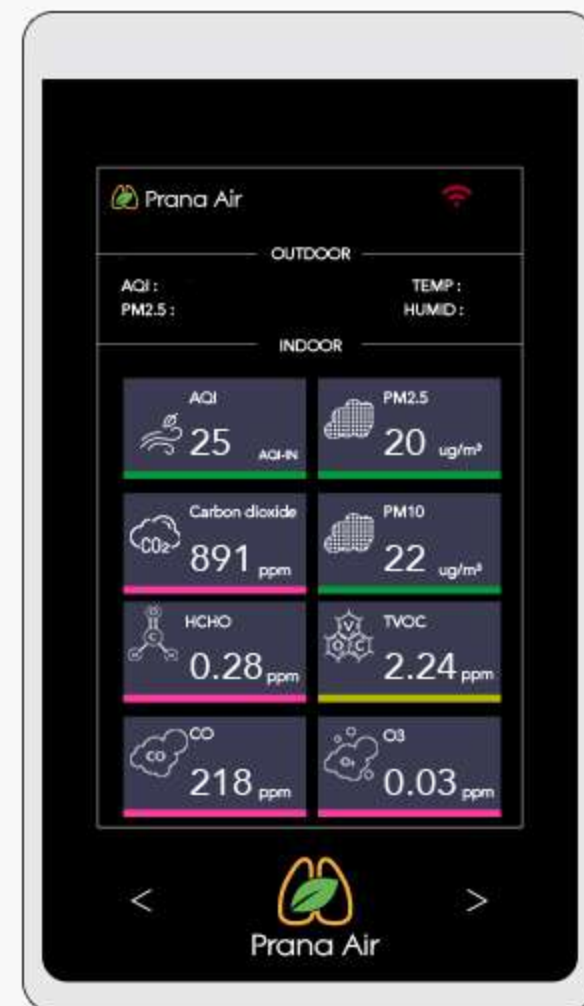 Prana Air
OUTDOOR
AQI :
TEMP :
PM2.5 :
HUMID :
INDOOR
AQI
25 AQI-IN
PM2.5
20 ug/m³
CO2
Carbon dioxide
891 ppm
PM10
22 ug/m³
C
HCHO
0.28 ppm
V
O C
TVOC
2.24 ppm
CO
CO
218 ppm
O3
O3
0.03 ppm
< >
Prana Air